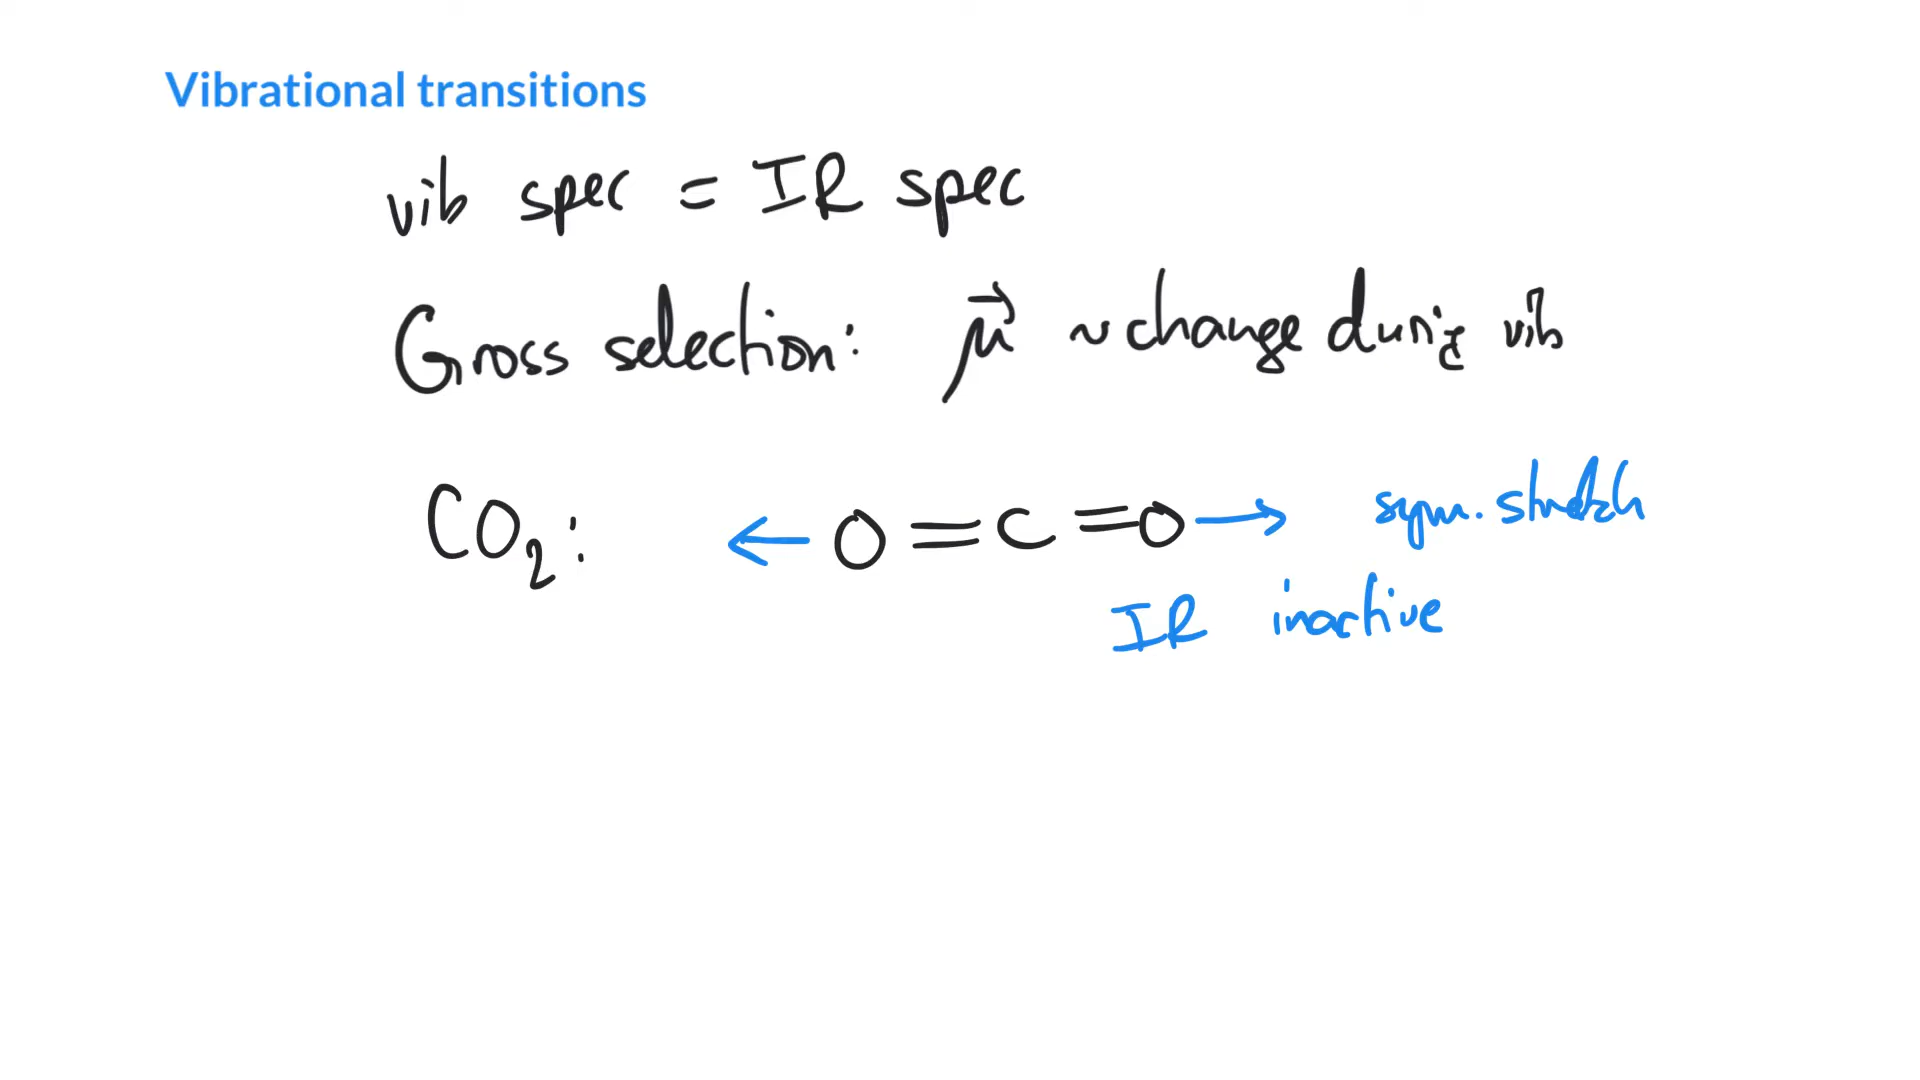 Vibrational transitions
vib spec = IR spec
Gross selection: μ⃗ ~ change during vib
CO₂: ← O = C = O → sym. stretch
IR inactive